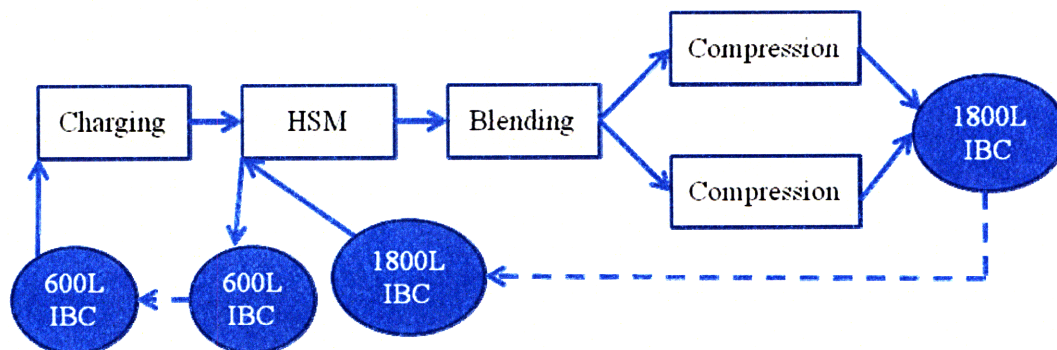 Compression
Charging
HSM
Blending
1800L
IBC
Compression
600L
IBC
600L
IBC
1800L
IBC